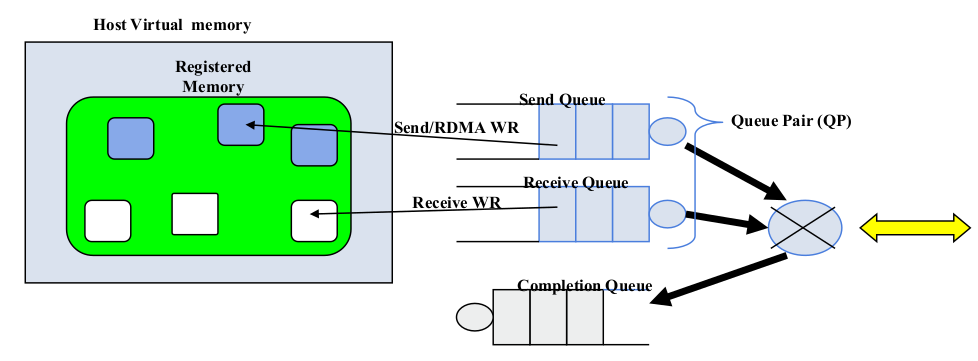 Host Virtual memory
Registered
Memory
Send Queue
Send/RDMA WR
Queue Pair (QP)
Receive Queue
Receive WR
Completion Queue